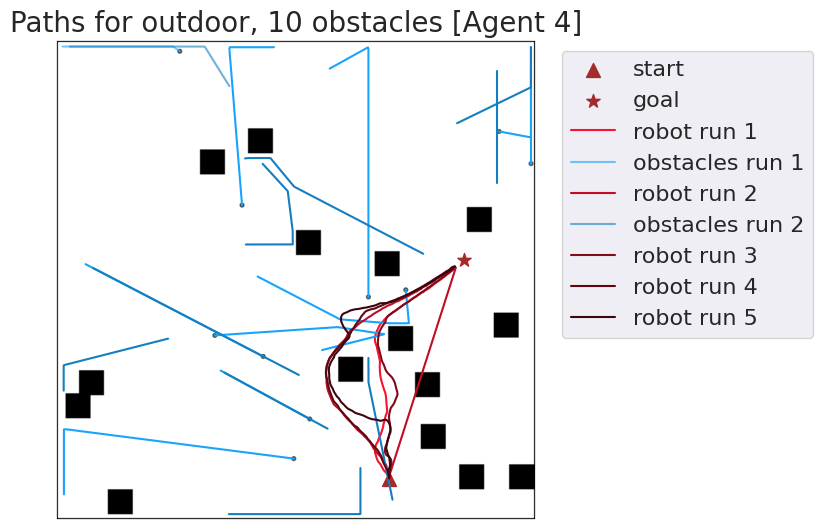 Paths for outdoor, 10 obstacles [Agent 4]
start
goal
robot run 1
obstacles run 1
robot run 2
obstacles run 2
robot run 3
robot run 4
robot run 5